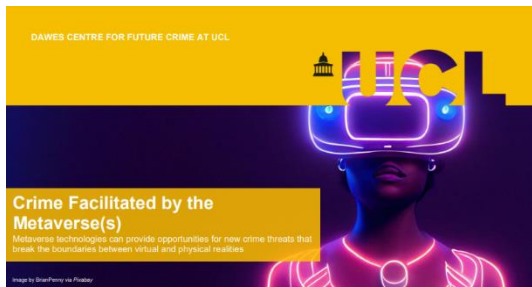 DAWES CENTRE FOR FUTURE CRIME AT UCL
UCL
Crime Facilitated by the
Metaverse(s)
Metaverse technologies can provide opportunities for new crime threats that
break the boundaries between virtual and physical realities
Image by BrianPenny via Pixabay